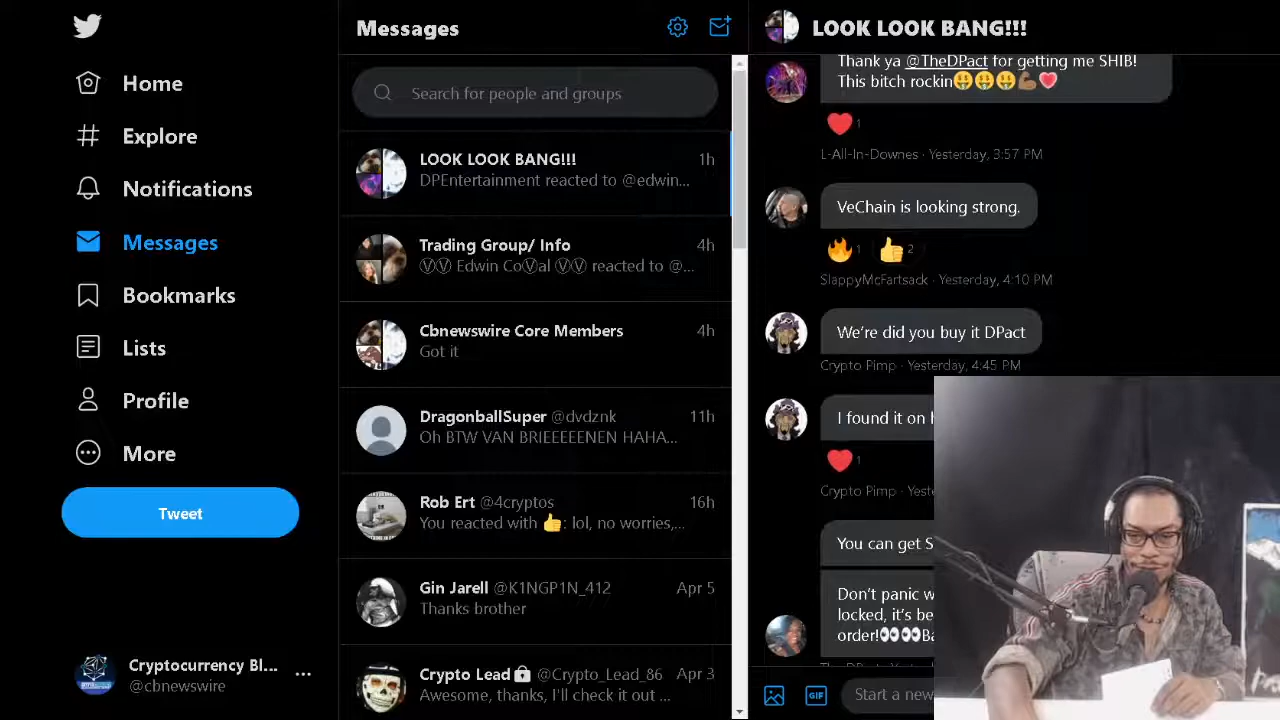 Home
Explore
Notifications
Messages
Bookmarks
Lists
Profile
More
Tweet
Cryptocurrency Bl...
@cbnewswire
Messages
Search for people and groups
LOOK LOOK BANG!!! 1h
DPEntertainment reacted to @edwin...
Trading Group/ Info 4h
ⓋⓋ Edwin CoⓋal ⓋⓋ reacted to @...
Cbnewswire Core Members 4h
Got it
DragonballSuper @dvdznk 11h
Oh BTW VAN BRIEEEEENEN HAHA...
Rob Ert @4cryptos 16h
You reacted with 👍: lol, no worries,...
Gin Jarell @K1NGP1N_412 Apr 5
Thanks brother
Crypto Lead @Crypto_Lead_86 Apr 3
Awesome, thanks, I'll check it out ...
LOOK LOOK BANG!!!
Thank ya @TheDPact for getting me SHIB!
This bitch rockin🤑🤑🤑💪🏾💗
1
L-All-In-Downes · Yesterday, 3:57 PM
VeChain is looking strong.
1 2
SlappyMcFartsack · Yesterday, 4:10 PM
We're did you buy it DPact
Crypto Pimp · Yesterday, 4:45 PM
I found it on
1
Crypto Pimp ·
You can get
Don't panic
locked, it's
order!👀👀
GIF
Start a new